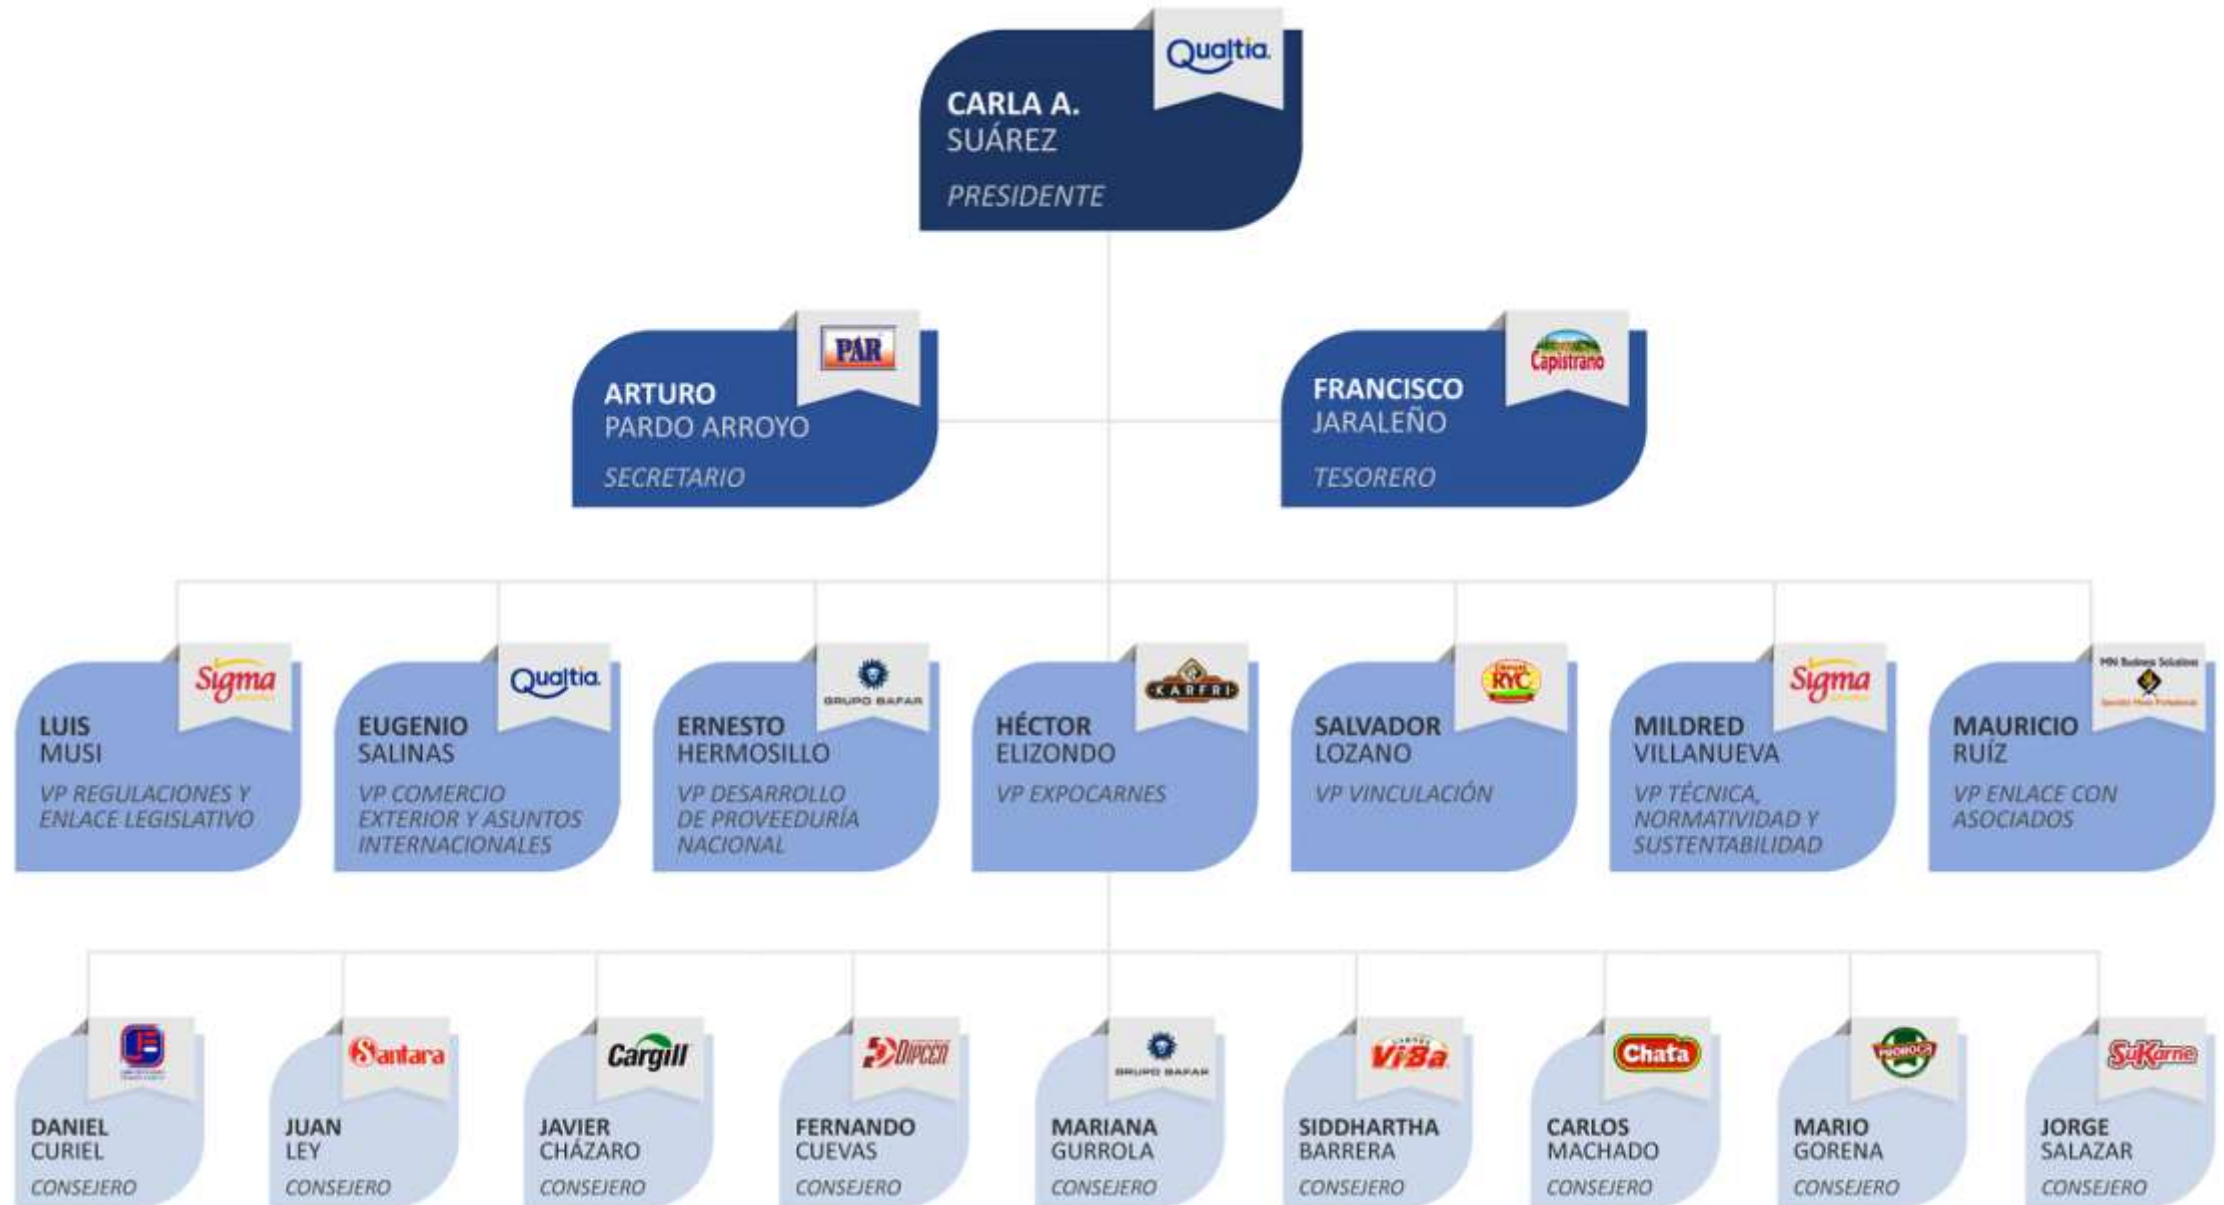 Qualtia.
CARLA A.
SUÁREZ
PRESIDENTE
PAR
ARTURO
PARDO ARROYO
SECRETARIO
Capistrano
FRANCISCO
JARALEÑO
TESORERO
Sigma
LUIS
MUSI
VP REGULACIONES Y
ENLACE LEGISLATIVO
Qualtia.
EUGENIO
SALINAS
VP COMERCIO
EXTERIOR Y ASUNTOS
INTERNACIONALES
GRUPO BAFAR
ERNESTO
HERMOSILLO
VP DESARROLLO
DE PROVEEDURÍA
NACIONAL
KARFRI
HÉCTOR
ELIZONDO
VP EXPOCARNES
RYC
SALVADOR
LOZANO
VP VINCULACIÓN
Sigma
MILDRED
VILLANUEVA
VP TÉCNICA,
NORMATIVIDAD Y
SUSTENTABILIDAD
MN Business Solutions
MAURICIO
RUÍZ
VP ENLACE CON
ASOCIADOS
DANIEL
CURIEL
CONSEJERO
Santara
JUAN
LEY
CONSEJERO
Cargill
JAVIER
CHÁZARO
CONSEJERO
DIPCEN
FERNANDO
CUEVAS
CONSEJERO
GRUPO BAFAR
MARIANA
GURROLA
CONSEJERO
CARNES
ViBa
SIDDHARTHA
BARRERA
CONSEJERO
Chata
CARLOS
MACHADO
CONSEJERO
PROMOCA
MARIO
GORENA
CONSEJERO
SuKarne
JORGE
SALAZAR
CONSEJERO